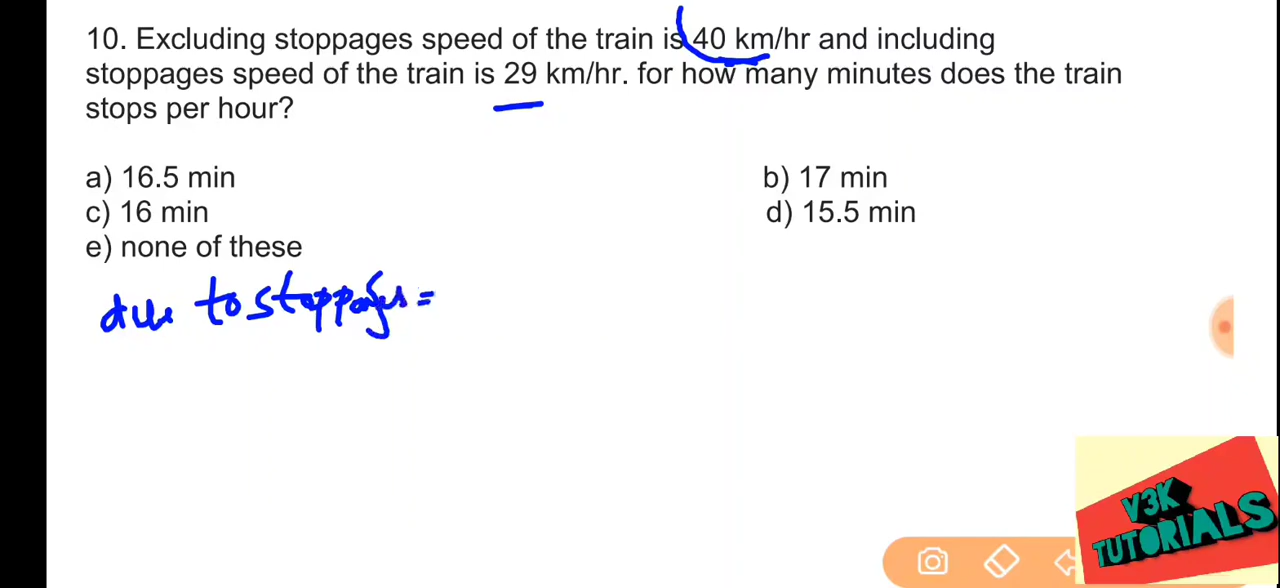 10. Excluding stoppages speed of the train is 40 km/hr and including
stoppages speed of the train is 29 km/hr. for how many minutes does the train
stops per hour?
a) 16.5 min
b) 17 min
c) 16 min
d) 15.5 min
e) none of these
due to stoppages =
V3K
TUTORIALS